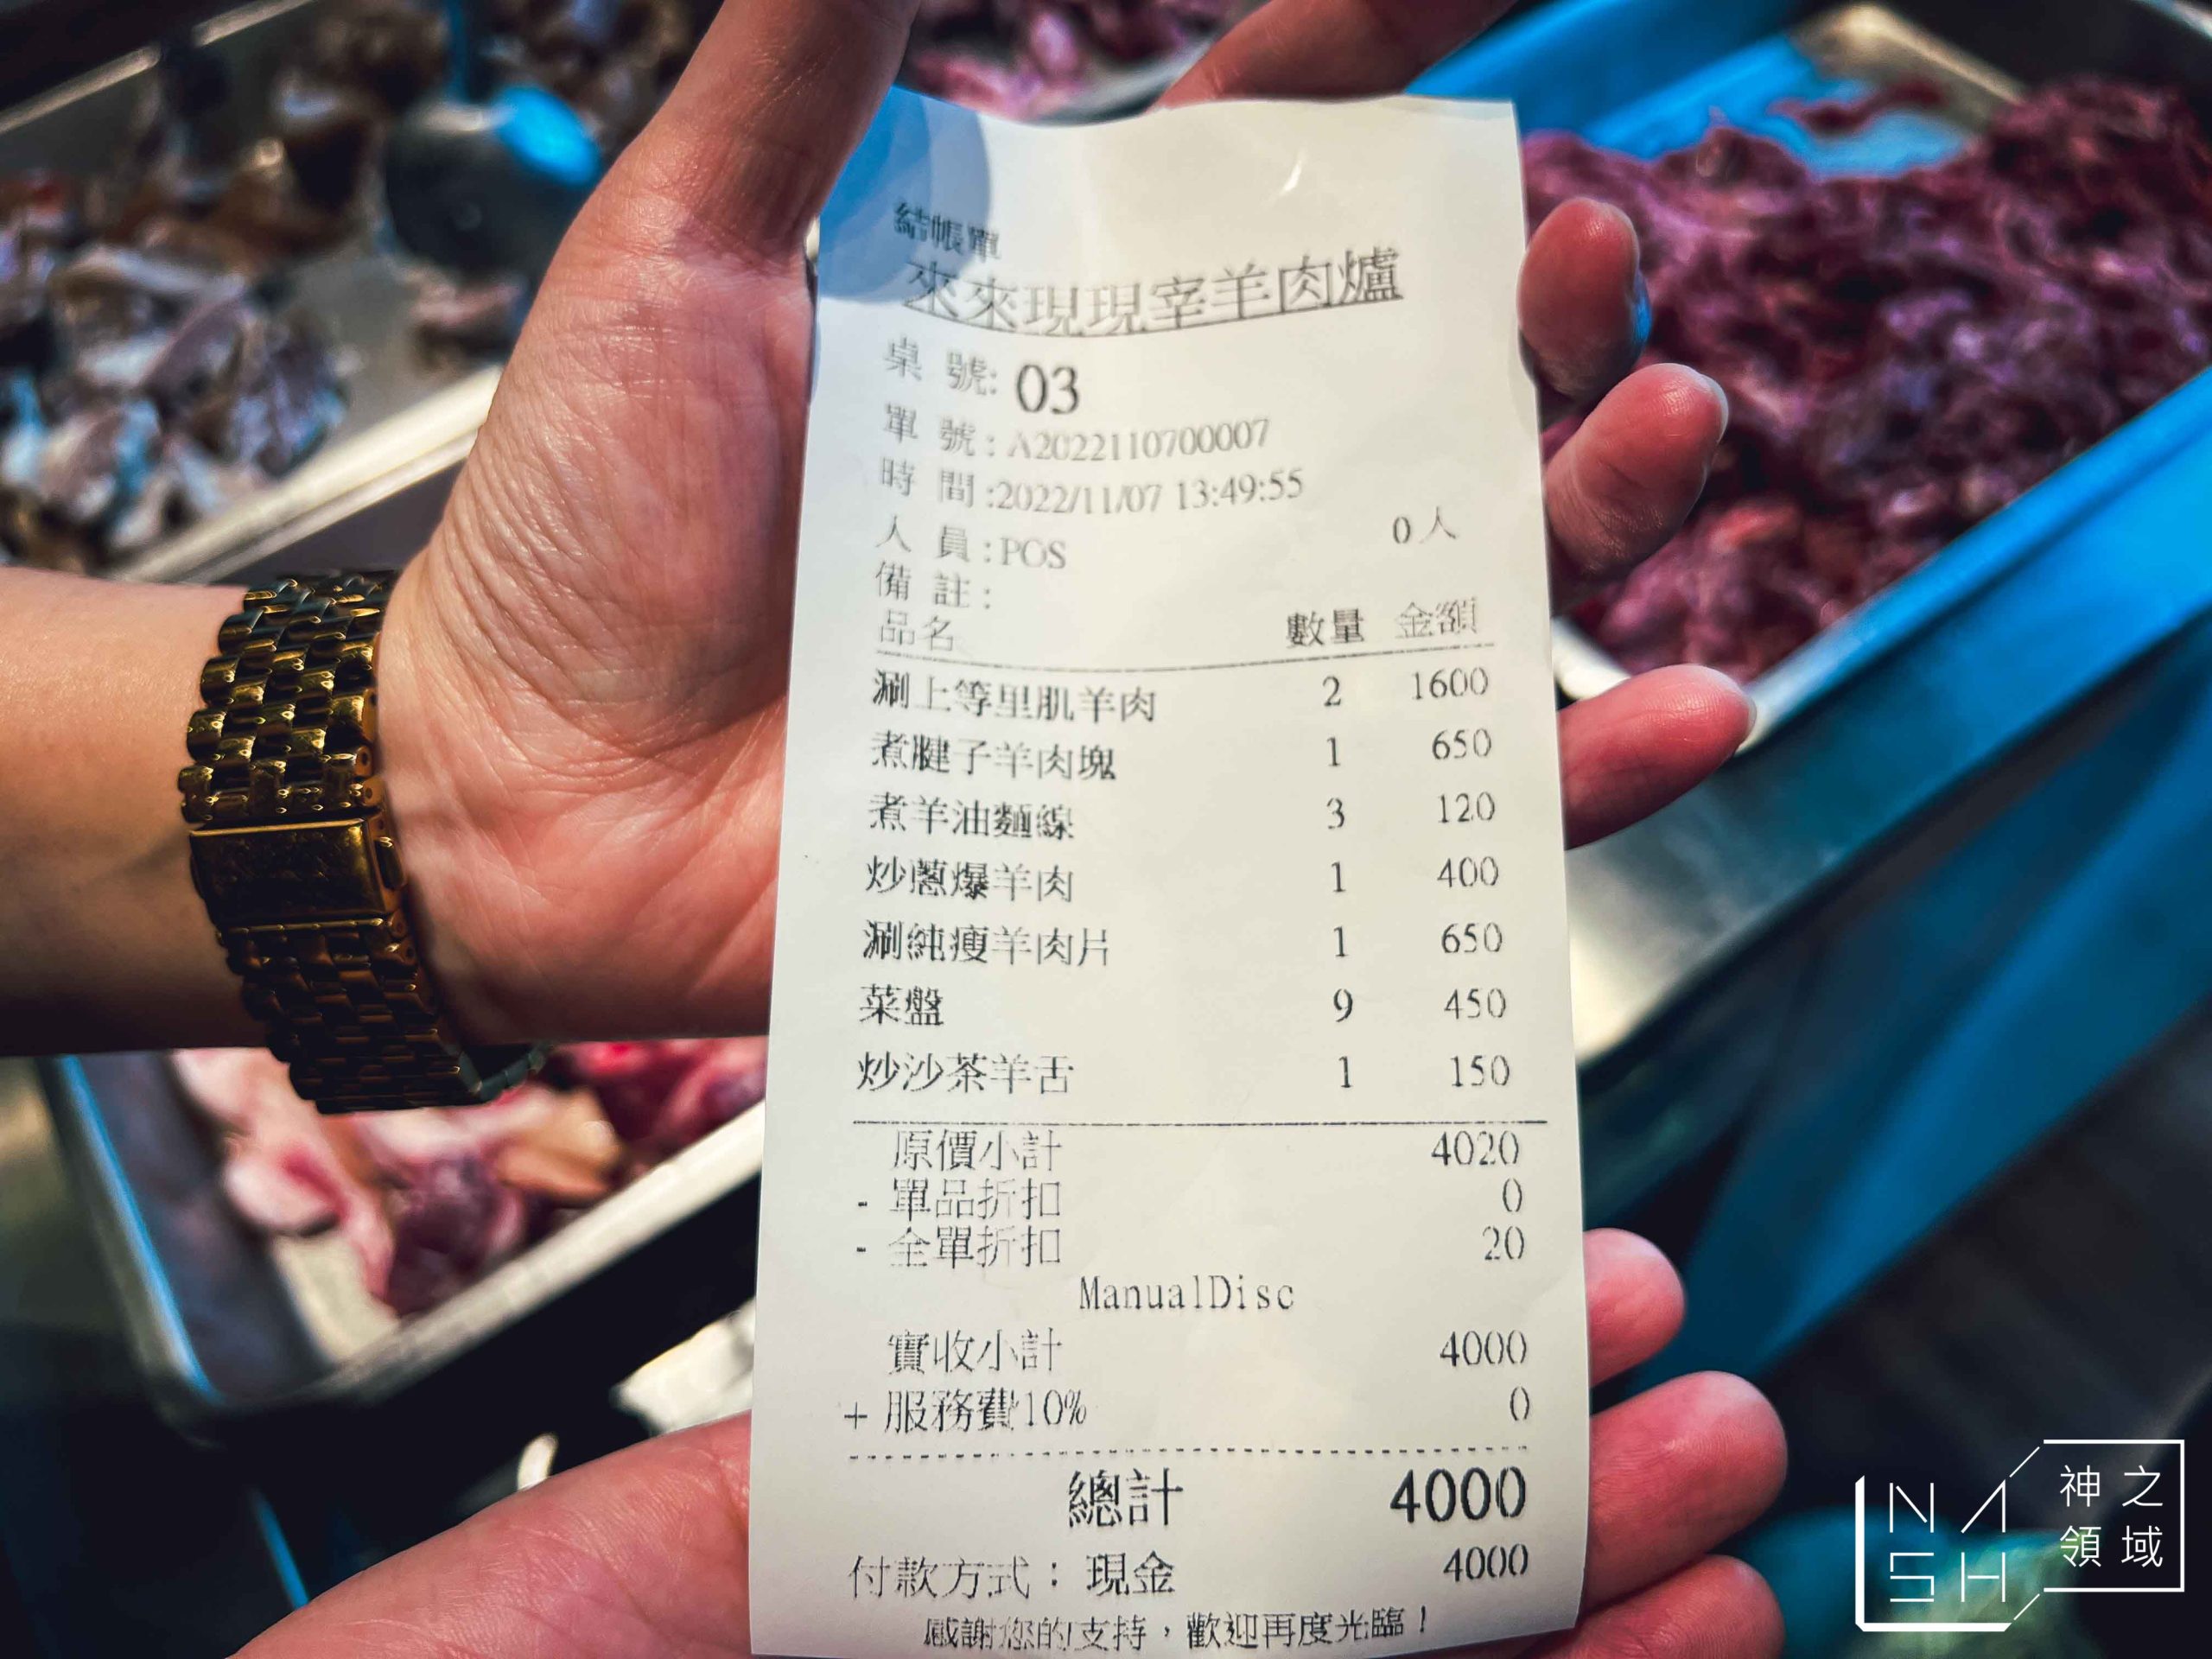 結帳單
來來現現宰羊肉爐
桌 號: 03
單 號: A2022110700007
時 間:2022/11/07 13:49:55
人 員:POS 0人
備 註:
品名 數量 金額
涮上等里肌羊肉 2 1600
煮腱子羊肉塊 1 650
煮羊油麵線 3 120
炒蔥爆羊肉 1 400
涮純瘦羊肉片 1 650
菜盤 9 450
炒沙茶羊舌 1 150
原價小計 4020
- 單品折扣 0
- 全單折扣 20
ManualDisc
實收小計 4000
+ 服務費10% 0
總計 4000
付款方式：現金 4000
感謝您的支持，歡迎再度光臨！
NASH
神之
領域